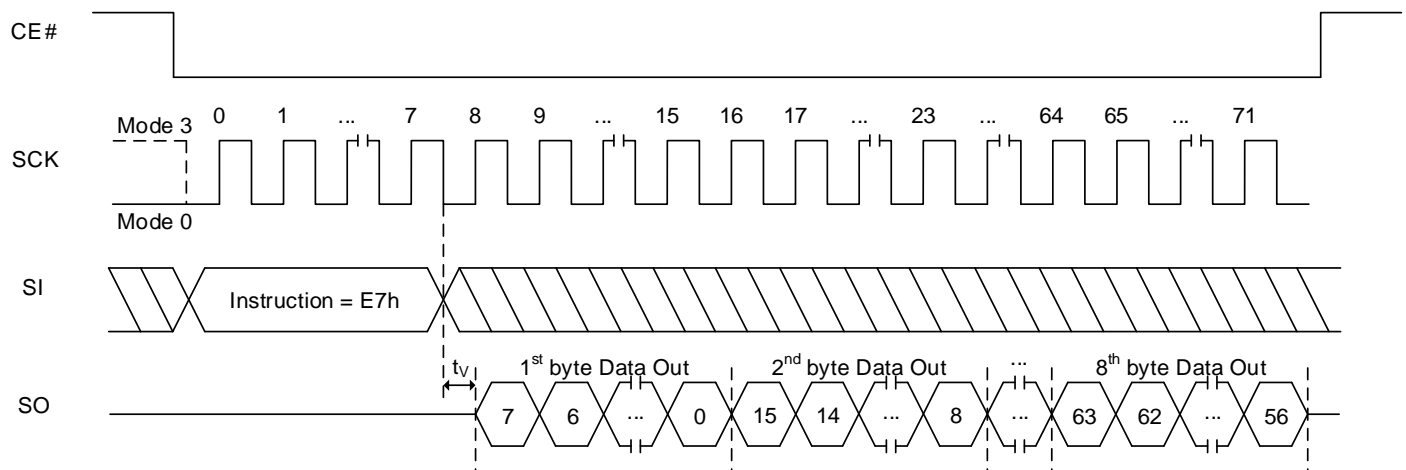 CE#
0 1 ... 7 8 9 ... 15 16 17 ... 23 ... 64 65 ... 71
Mode 3
SCK
Mode 0
SI
Instruction = E7h
tV 1st byte Data Out 2nd byte Data Out ... 8th byte Data Out
SO
7 6 ... 0 15 14 ... 8 ... 63 62 ... 56